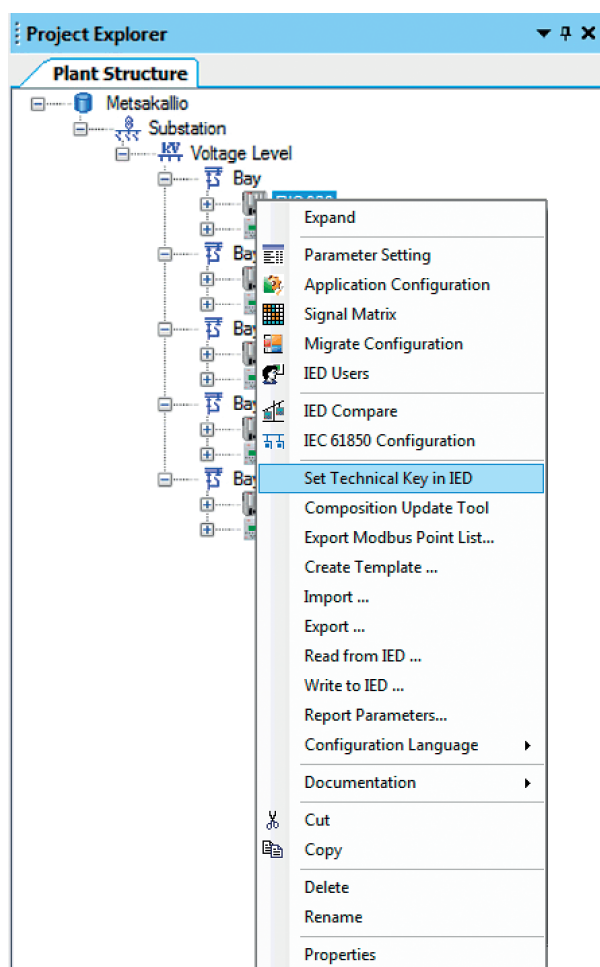 Project Explorer
Plant Structure
Metsakallio
Substation
Voltage Level
Bay
Expand
Bay
Parameter Setting
Application Configuration
Signal Matrix
Bay
Migrate Configuration
IED Users
Bay
IED Compare
IEC 61850 Configuration
Bay
Set Technical Key in IED
Composition Update Tool
Export Modbus Point List...
Create Template ...
Import ...
Export ...
Read from IED ...
Write to IED ...
Report Parameters...
Configuration Language
Documentation
Cut
Copy
Delete
Rename
Properties